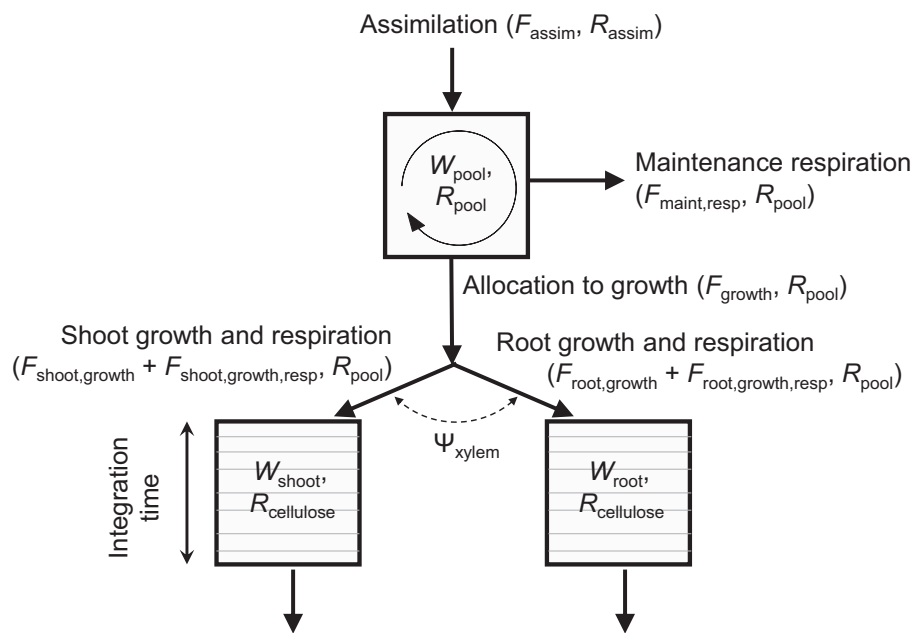 Assimilation (F_assim, R_assim)
W_pool,
R_pool
Maintenance respiration
(F_maint,resp, R_pool)
Allocation to growth (F_growth, R_pool)
Shoot growth and respiration
(F_shoot,growth + F_shoot,growth,resp, R_pool)
Root growth and respiration
(F_root,growth + F_root,growth,resp, R_pool)
Ψ_xylem
Integration
time
W_shoot,
R_cellulose
W_root,
R_cellulose